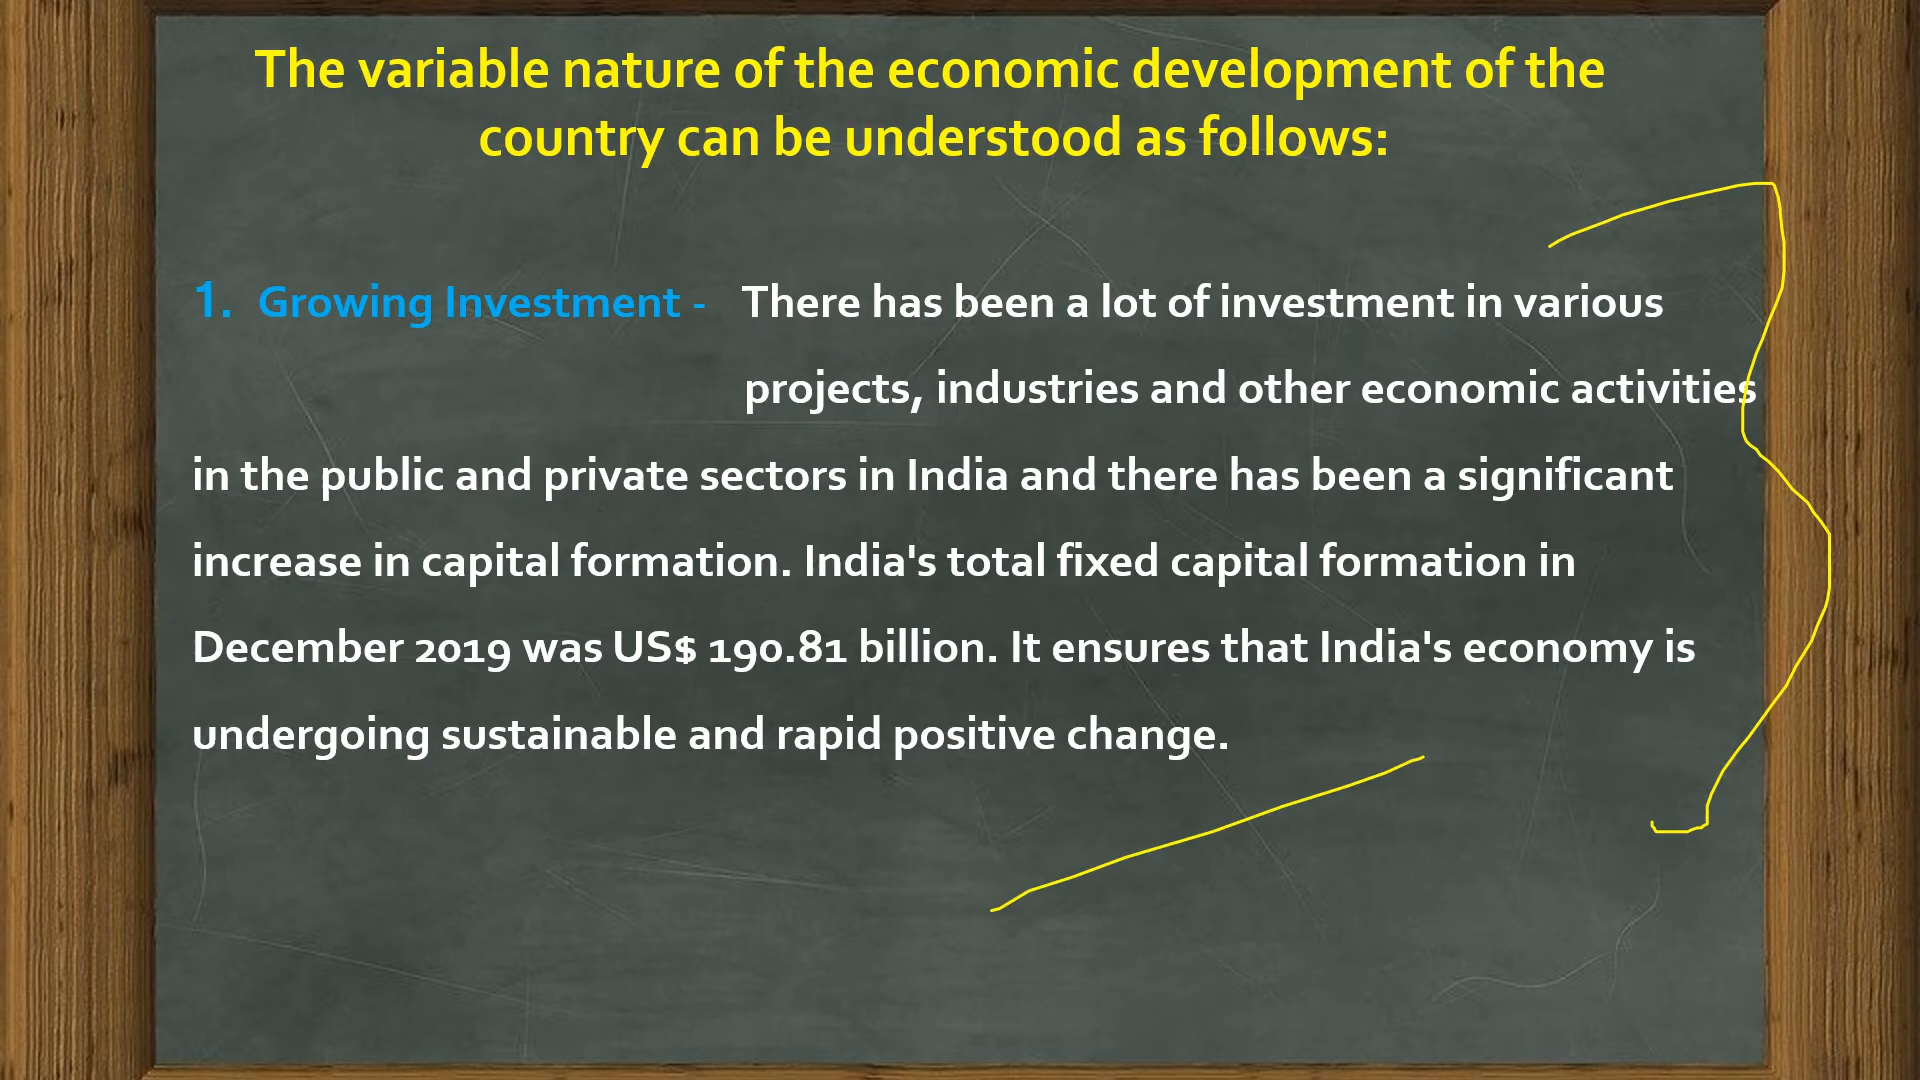 The variable nature of the economic development of the
country can be understood as follows:
1. Growing Investment - There has been a lot of investment in various
projects, industries and other economic activities
in the public and private sectors in India and there has been a significant
increase in capital formation. India's total fixed capital formation in
December 2019 was US$ 190.81 billion. It ensures that India's economy is
undergoing sustainable and rapid positive change.